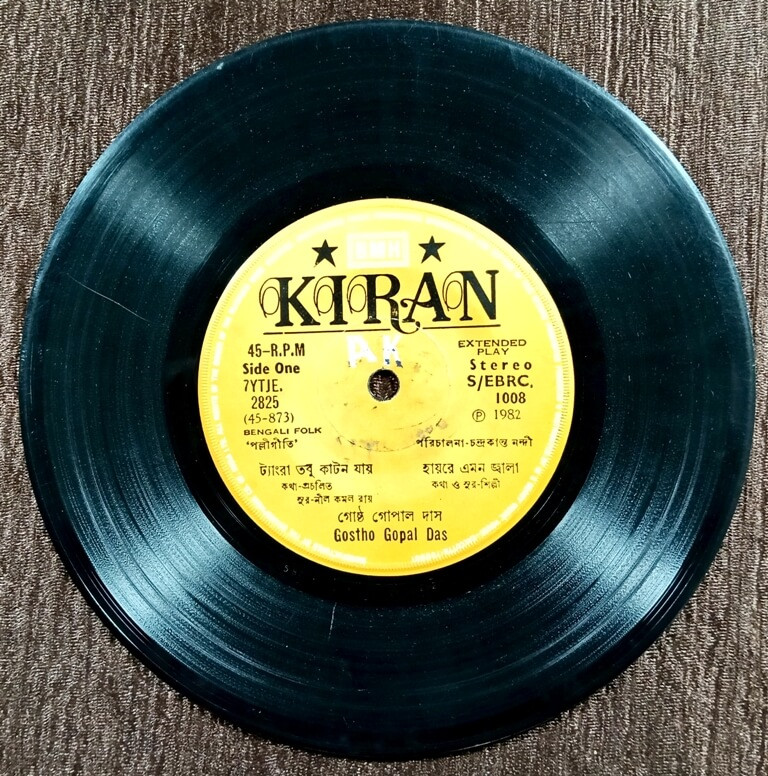 KIRAN
PK
45-R.P.M
Side One
7YTJE.
2825
(45-873)
EXTENDED
PLAY
Stereo
S/EBRC.
1008
℗ 1982
BENGALI FOLK
'পল্লীগীতি'
পরিচালনা-চন্দ্রকান্ত নন্দী
ট্যাংরা তবু কাটন যায়
কথা-প্রচলিত
সুর-নীল কমল রায়
হায়রে এমন জ্বালা
কথা ও সুর-শিল্পী
গোষ্ঠ গোপাল দাস
Gostho Gopal Das